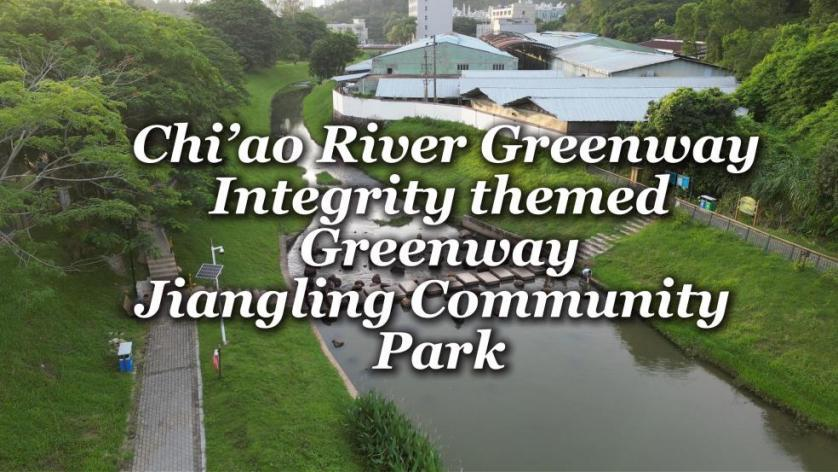 Chi’ao River Greenway
Integrity themed
Greenway
Jiangling Community
Park